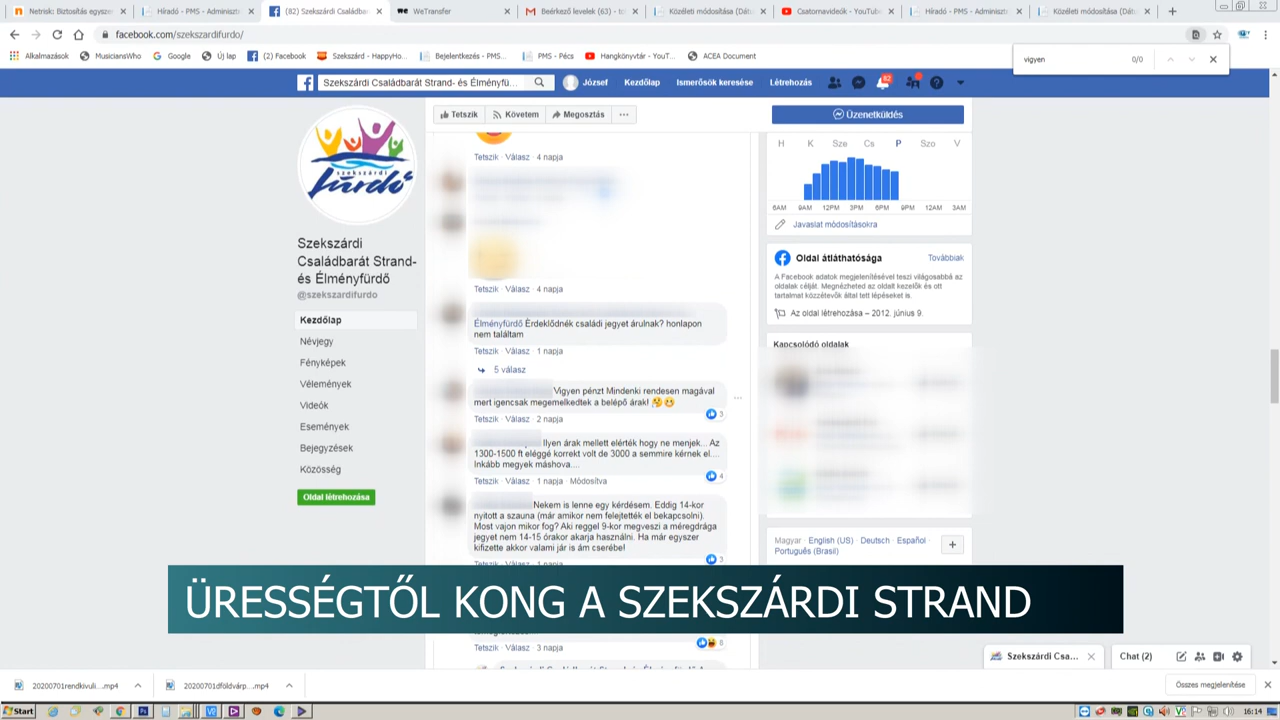 Netrisk: Biztosítás egyszer
Híradó - PMS - Adminisztr
(82) Szekszárdi Családbar
WeTransfer
Beérkező levelek (63) - to
Közéleti módosítása (Dát
Csatornavideók - YouTub
Híradó - PMS - Adminisztr
Közéleti módosítása (Dát
facebook.com/szekszardifurdo/
Alkalmazások
MusiciansWho
Google
Új lap
(2) Facebook
Szekszárd - HappyHo...
Bejelentkezés - PMS...
PMS - Pécs
Hangkönyvtár - YouT...
ACEA Document
vigyen
0/0
Szekszárdi Családbarát Strand- és Élményfü...
József
Kezdőlap
Ismerősök keresése
Létrehozás
82
Tetszik
Követem
Megosztás
Üzenetküldés
szekszárdi
fürdő
Szekszárdi
Családbarát Strand-
és Élményfürdő
@szekszardifurdo
Kezdőlap
Névjegy
Fényképek
Vélemények
Videók
Események
Bejegyzések
Közösség
Oldal létrehozása
Tetszik · Válasz · 4 napja
Tetszik · Válasz · 4 napja
Élményfürdő Érdeklődnék családi jegyet árulnak? honlapon
nem találtam
Tetszik · Válasz · 1 napja
5 válasz
Vigyen pénzt Mindenki rendesen magával
mert igencsak megemelkedtek a belépő árak!
3
Tetszik · Válasz · 2 napja
Ilyen árak mellett elérték hogy ne menjek... Az
1300-1500 ft eléggé korrekt volt de 3000 a semmire kérnek el....
Inkább megyek máshova....
4
Tetszik · Válasz · 1 napja · Módosítva
Nekem is lenne egy kérdésem. Eddig 14-kor
nyitott a szauna (már amikor nem felejtették el bekapcsolni).
Most vajon mikor fog? Aki reggel 9-kor megveszi a méregdrága
jegyet nem 14-15 órakor akarja használni. Ha már egyszer
kifizette akkor valami jár is ám cserébe!
3
Tetszik · Válasz · 1 napja
8
Tetszik · Válasz · 3 napja
H K Sze Cs P Szo V
6AM 9AM 12PM 3PM 6PM 9PM 12AM 3AM
Javaslat módosításokra
Oldal átláthatósága
Továbbiak
A Facebook adatok megjelenítésével teszi világosabbá az
oldalak célját. Megnézheted az oldalt kezelők és ott
tartalmat közzétevők által tett lépéseket is.
Az oldal létrehozása – 2012. június 9.
Kapcsolódó oldalak
Magyar · English (US) · Deutsch · Español ·
Português (Brasil)
ÜRESSÉGTŐL KONG A SZEKSZÁRDI STRAND
Szekszárdi Csa...
Chat (2)
20200701rendkivuli....mp4
20200701dföldvárp....mp4
Összes megjelenítése
Start
16:14